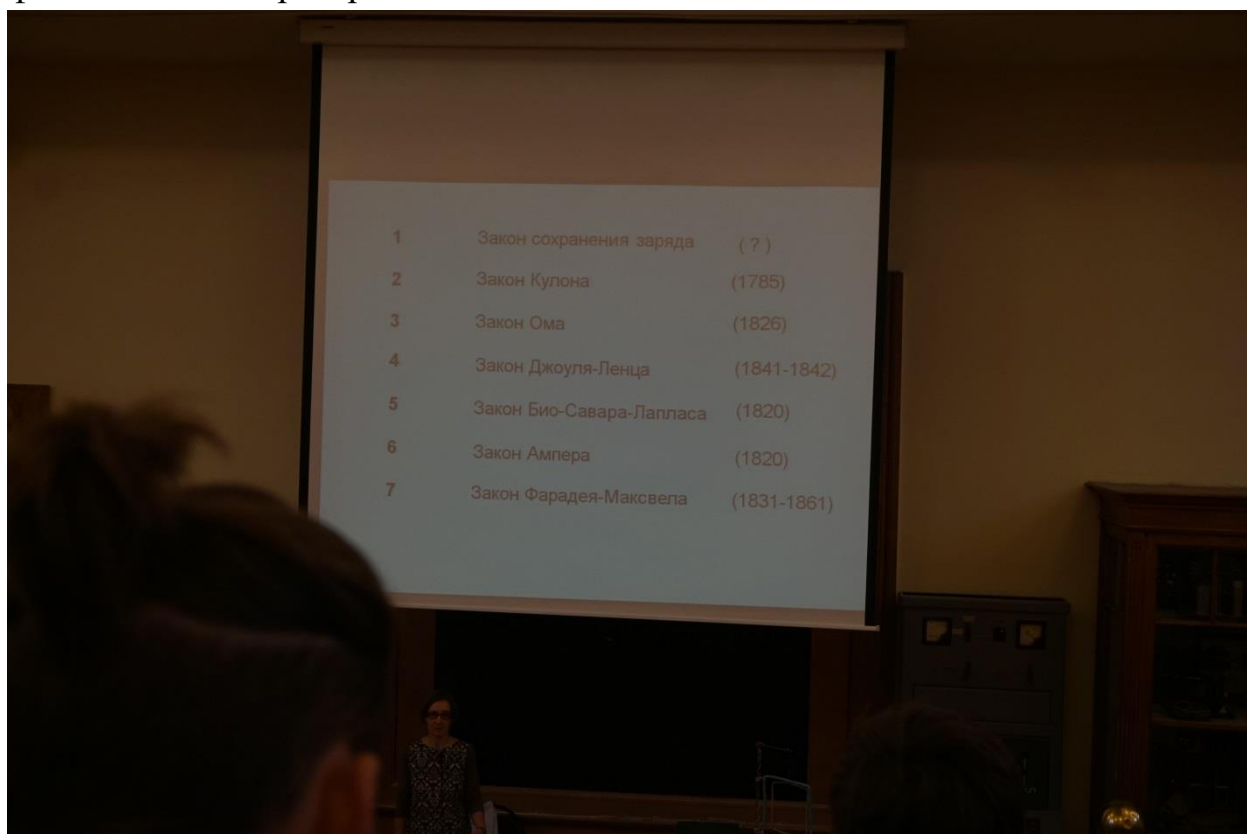 1 Закон сохранения заряда ( ? )
2 Закон Кулона (1785)
3 Закон Ома (1826)
4 Закон Джоуля-Ленца (1841-1842)
5 Закон Био-Савара-Лапласа (1820)
6 Закон Ампера (1820)
7 Закон Фарадея-Максвела (1831-1861)